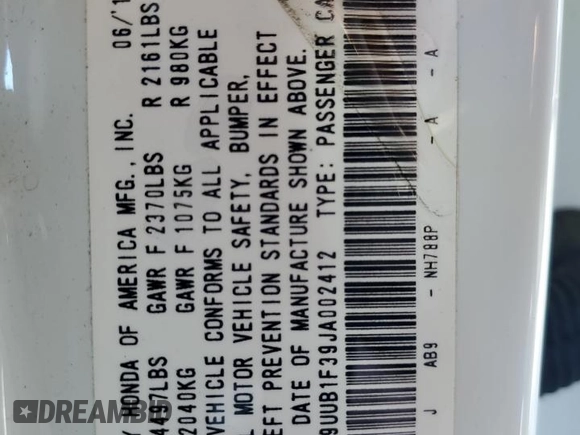 HONDA OF AMERICA MFG., INC. 06/1
4497LBS GAWR F 2370LBS R 2161LBS
2040KG GAWR F 1075KG R 980KG
VEHICLE CONFORMS TO ALL APPLICABLE
MOTOR VEHICLE SAFETY, BUMPER,
EFT PREVENTION STANDARDS IN EFFECT
DATE OF MANUFACTURE SHOWN ABOVE.
9UUB1F39JA002412 TYPE: PASSENGER CA
J AB9 - NH788P - A - A
DREAMBID